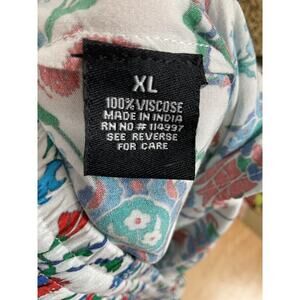 XL
100% VISCOSE
MADE IN INDIA
RN NO # 114997
SEE REVERSE
FOR CARE